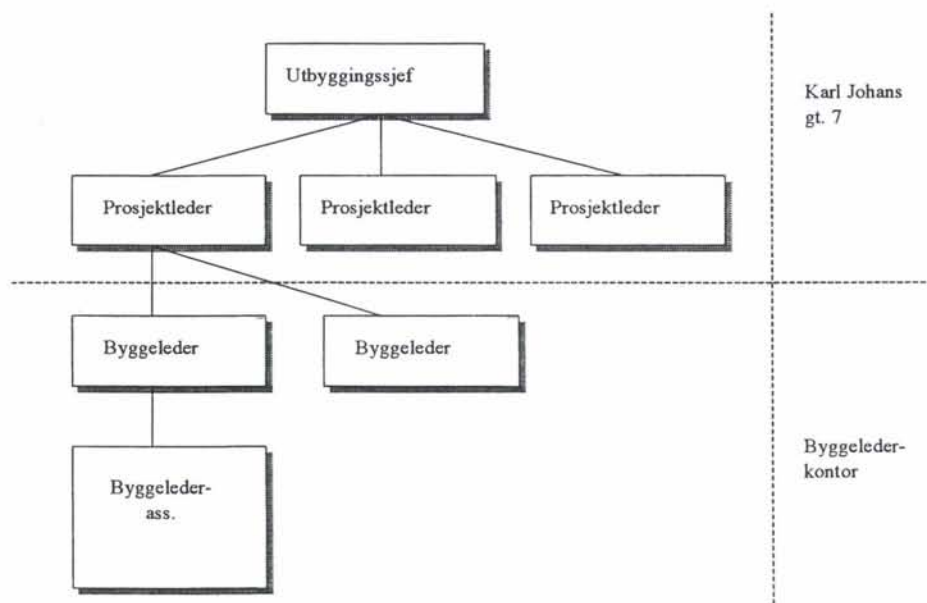 Utbyggingssjef
Karl Johans
gt. 7
Prosjektleder
Prosjektleder
Prosjektleder
Byggeleder
Byggeleder
Byggeleder-
ass.
Byggeleder-
kontor